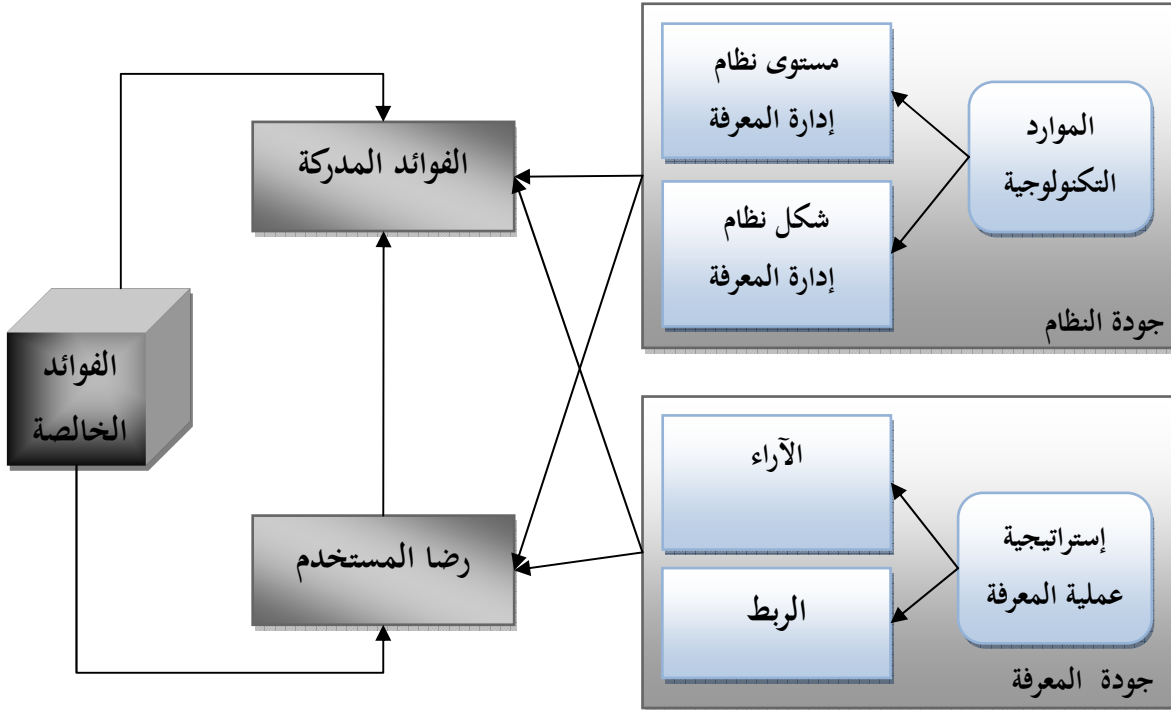 مستوى نظام
إدارة المعرفة
الموارد
التكنولوجية
شكل نظام
إدارة المعرفة
جودة النظام
الفوائد المدركة
الفوائد
الخالصة
رضا المستخدم
الآراء
إستراتيجية
عملية المعرفة
الربط
جودة المعرفة